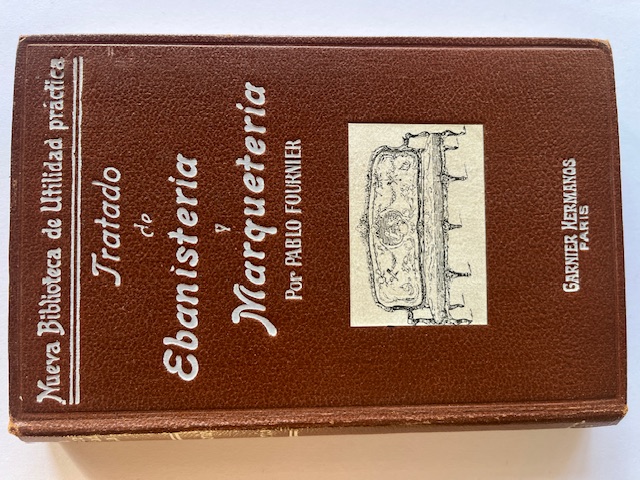 Nueva Biblioteca de Utilidad práctica
Tratado
de
Ebanistería
y
Marquetería
Por PABLO FOURNIER
GARNIER HERMANOS
PARIS